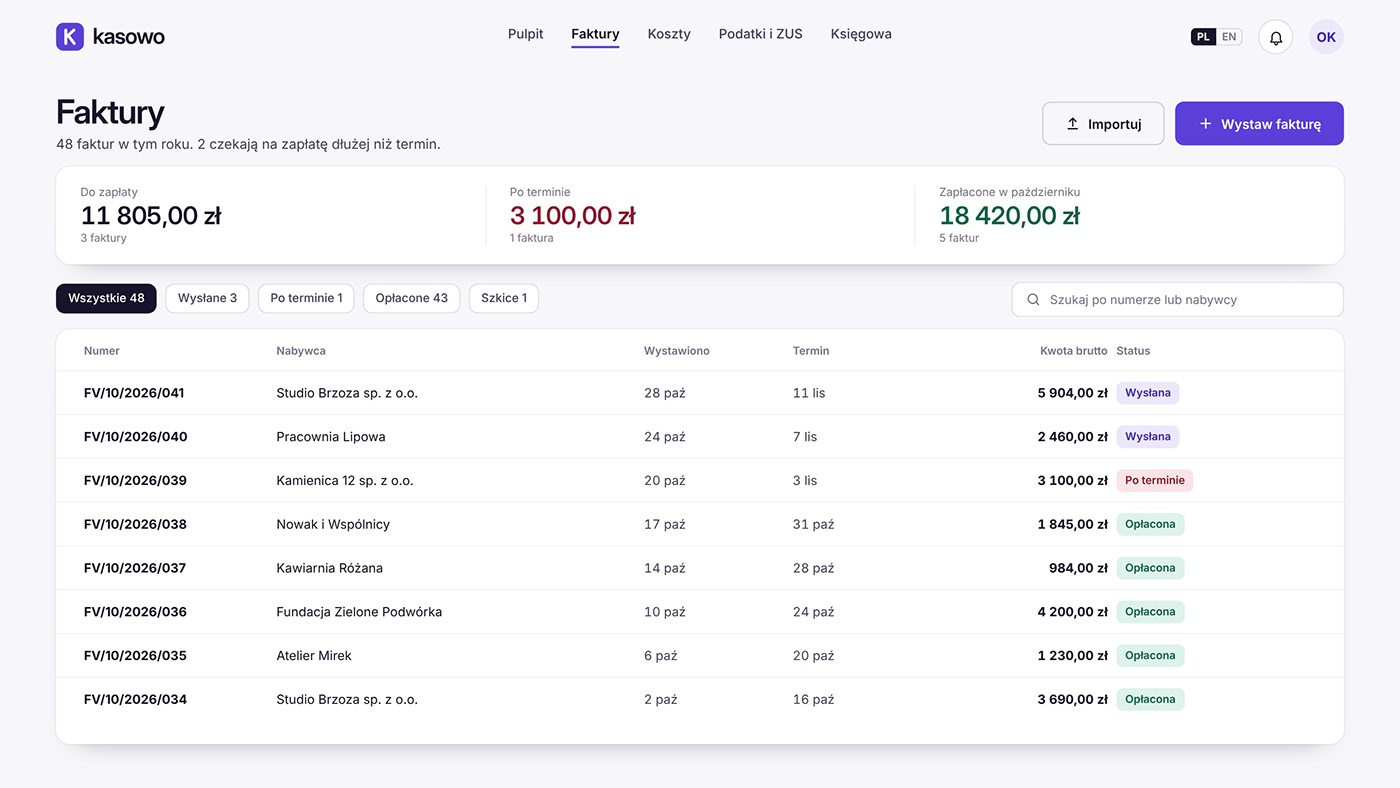 K kasowo
Pulpit Faktury Koszty Podatki i ZUS Księgowa
PL EN
OK
Faktury
48 faktur w tym roku. 2 czekają na zapłatę dłużej niż termin.
Importuj
+ Wystaw fakturę
Do zapłaty
11 805,00 zł
3 faktury
Po terminie
3 100,00 zł
1 faktura
Zapłacone w październiku
18 420,00 zł
5 faktur
Wszystkie 48 Wysłane 3 Po terminie 1 Opłacone 43 Szkice 1
Szukaj po numerze lub nabywcy
Numer Nabywca Wystawiono Termin Kwota brutto Status
FV/10/2026/041 Studio Brzoza sp. z o.o. 28 paź 11 lis 5 904,00 zł Wysłana
FV/10/2026/040 Pracownia Lipowa 24 paź 7 lis 2 460,00 zł Wysłana
FV/10/2026/039 Kamienica 12 sp. z o.o. 20 paź 3 lis 3 100,00 zł Po terminie
FV/10/2026/038 Nowak i Wspólnicy 17 paź 31 paź 1 845,00 zł Opłacona
FV/10/2026/037 Kawiarnia Różana 14 paź 28 paź 984,00 zł Opłacona
FV/10/2026/036 Fundacja Zielone Podwórka 10 paź 24 paź 4 200,00 zł Opłacona
FV/10/2026/035 Atelier Mirek 6 paź 20 paź 1 230,00 zł Opłacona
FV/10/2026/034 Studio Brzoza sp. z o.o. 2 paź 16 paź 3 690,00 zł Opłacona